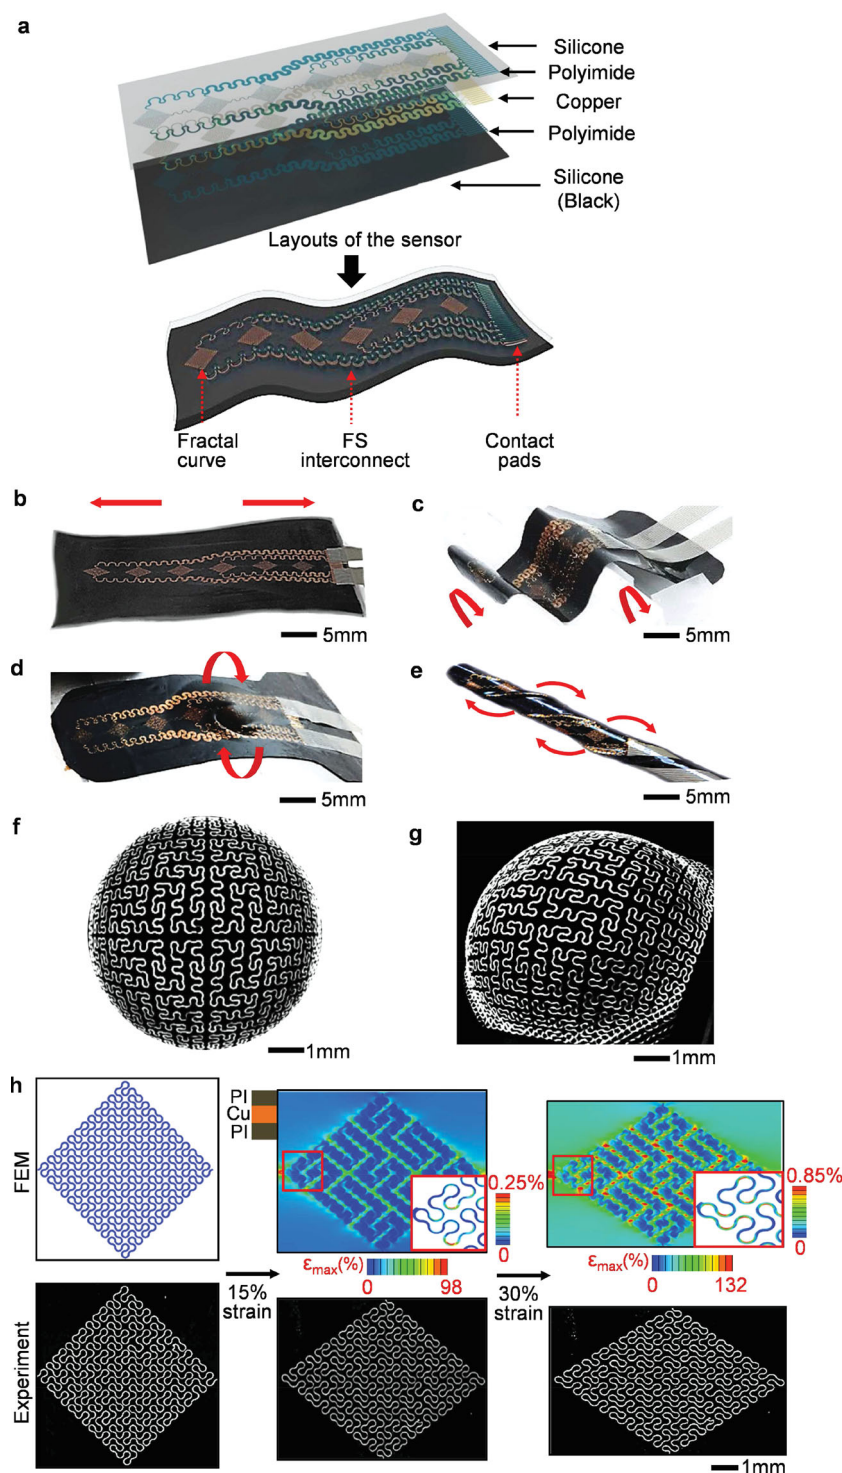 a
Silicone
Polyimide
Copper
Polyimide
Silicone
(Black)
Layouts of the sensor
Fractal
curve
FS
interconnect
Contact
pads
b
5mm
c
5mm
d
5mm
e
5mm
f
1mm
g
1mm
h
FEM
PI
Cu
PI
0.25%
0
0.85%
0
15%
strain
εmax(%)
0
98
30%
strain
εmax(%)
0
132
Experiment
1mm